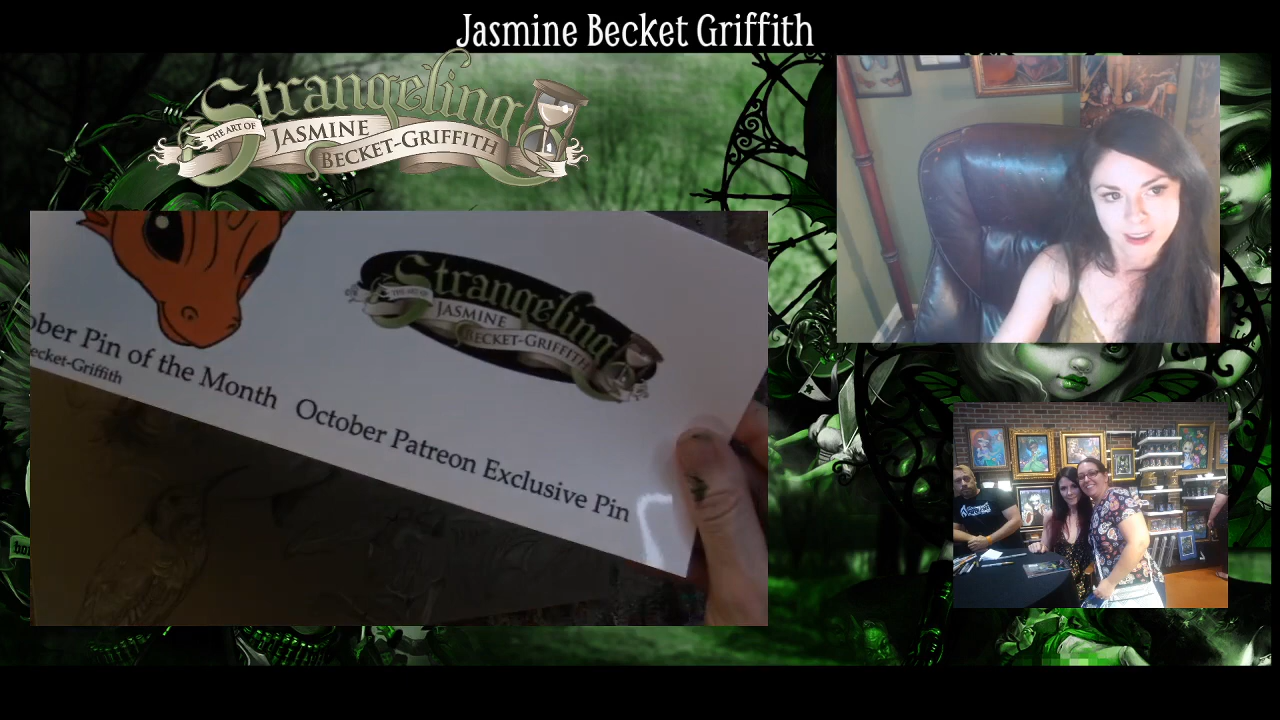 Jasmine Becket Griffith
Strangeling
THE ART OF
JASMINE
BECKET-GRIFFITH
Strangeling
THE ART OF
JASMINE
BECKET-GRIFFITH
ober Pin of the Month
ecket-Griffith
October Patreon Exclusive Pin